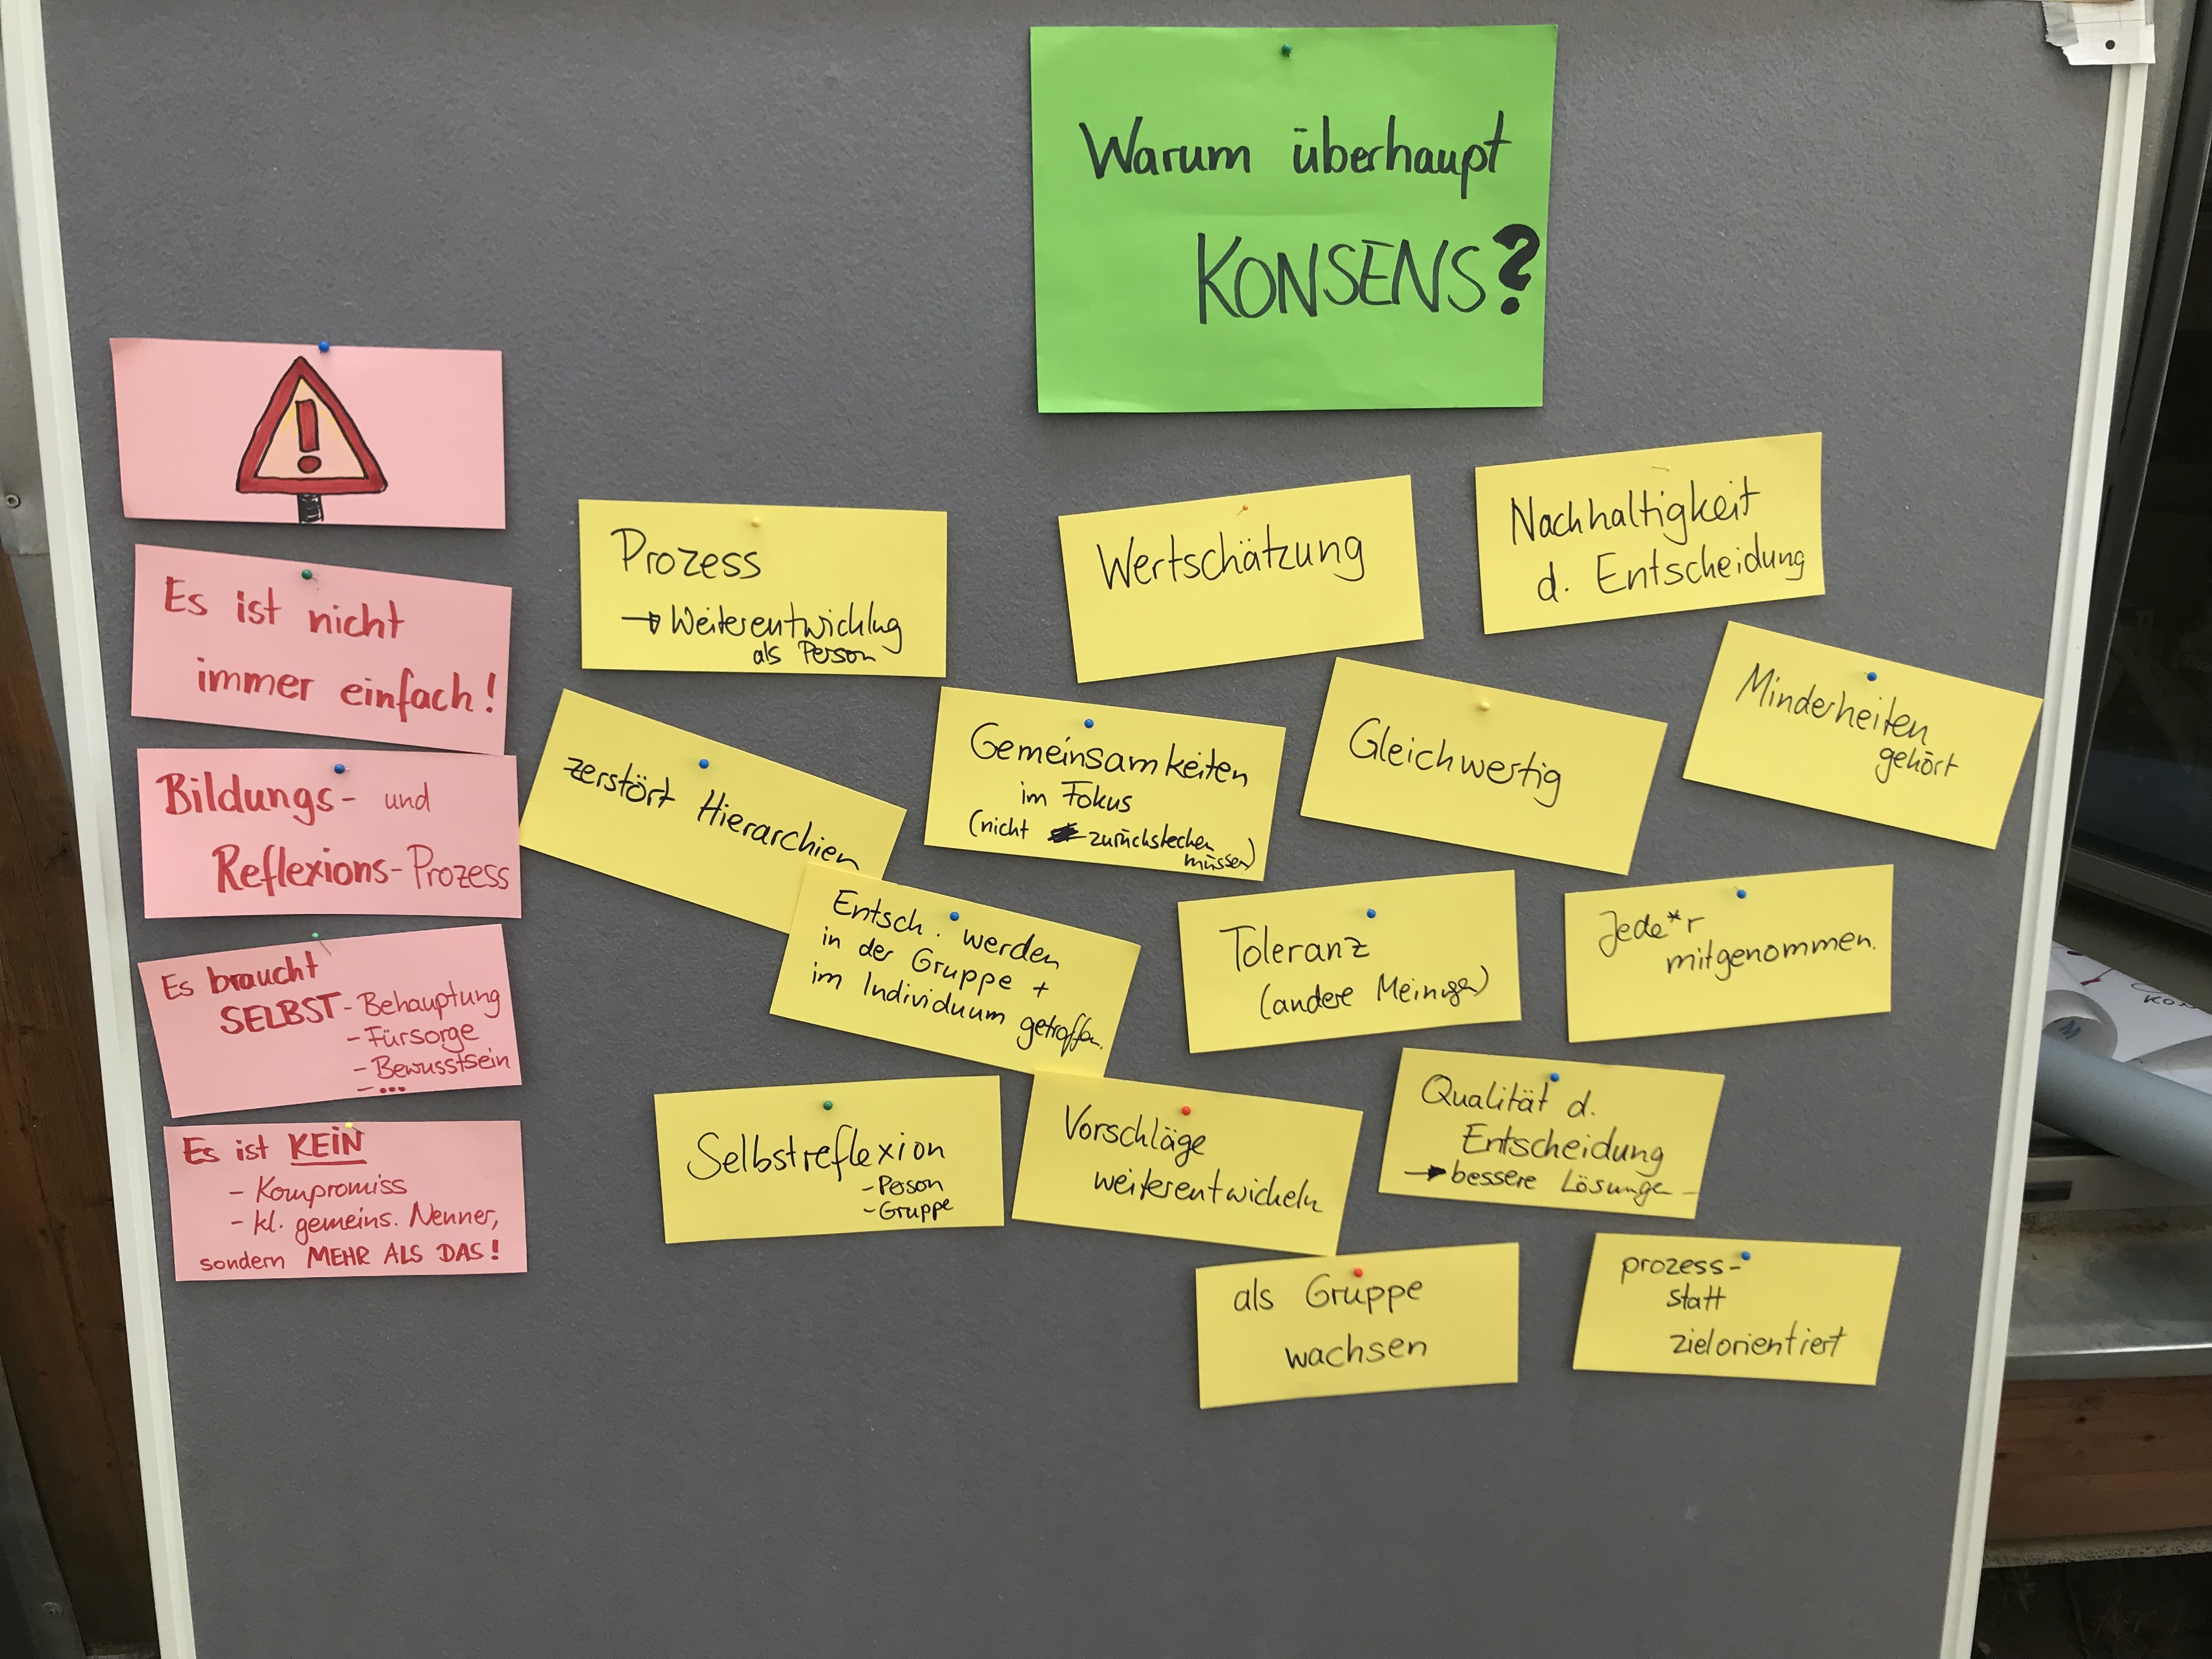 Warum überhaupt
KONSENS?
!
Es ist nicht
immer einfach!
Bildungs- und
Reflexions-Prozess
Es braucht
SELBST-Behauptung
-Fürsorge
-Bewusstsein
-...
Es ist KEIN
- Kompromiss
- kl. gemeins. Nenner,
sondern MEHR ALS DAS!
Prozess
→ Weiterentwicklug
als Person
Wertschätzung
Nachhaltigkeit
d. Entscheidung
zerstört Hierarchien
Gemeinsamkeiten
im Fokus
(nicht zurückstecken
müssen)
Gleichwertig
Minderheiten
gehört
Entsch. werden
in der Gruppe +
im Individuum getroffen.
Toleranz
(andere Meinungen)
Jede*r
mitgenommen.
Selbstreflexion
-Person
-Gruppe
Vorschläge
weiterentwickeln
Qualität d.
Entscheidung
→ bessere Lösungen
als Gruppe
wachsen
prozess-
statt
zielorientiert